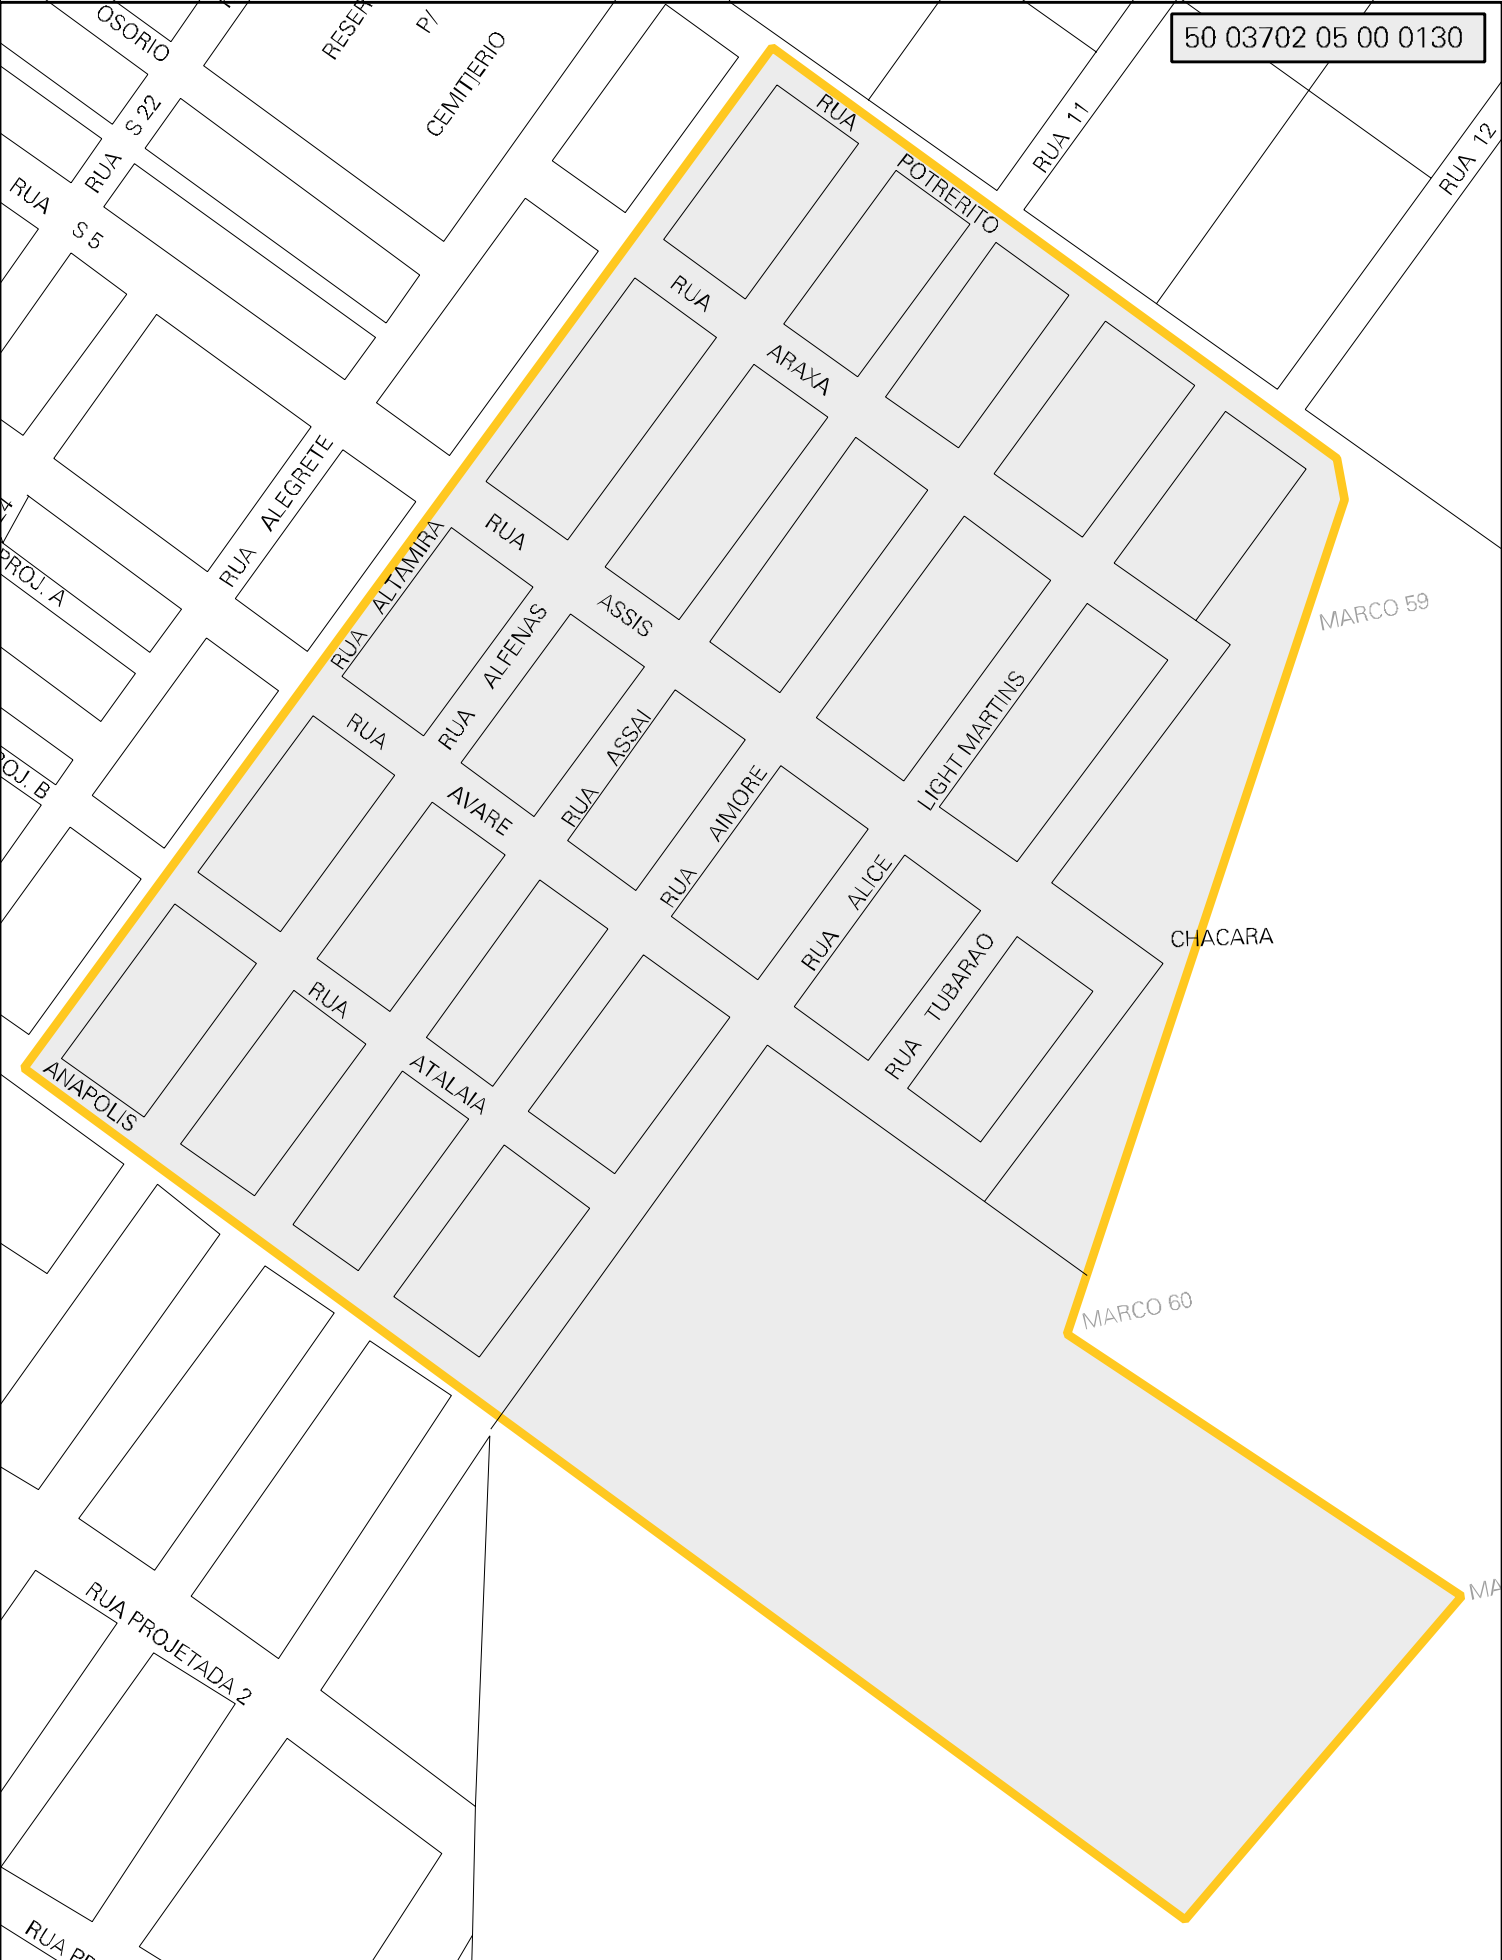 50 03702 05 00 0130
OSORIO
P/
CEMITJERIO
RUA S 22
RUA S 5
RUA 11
RUA 12
RUA POTRERITO
RUA ARAXA
RUA ALEGRETE
RUA ALTAMIRA
RUA ASSIS
RUA ALFENAS
PROJ. A
MARCO 59
RUA ASSAI
LIGHT MARTINS
RUA AVARE
RUA AIMORE
RUA ALICE
CHACARA
RUA TUBARAO
RUA ATALAIA
ANAPOLIS
MARCO 60
RUA PROJETADA 2